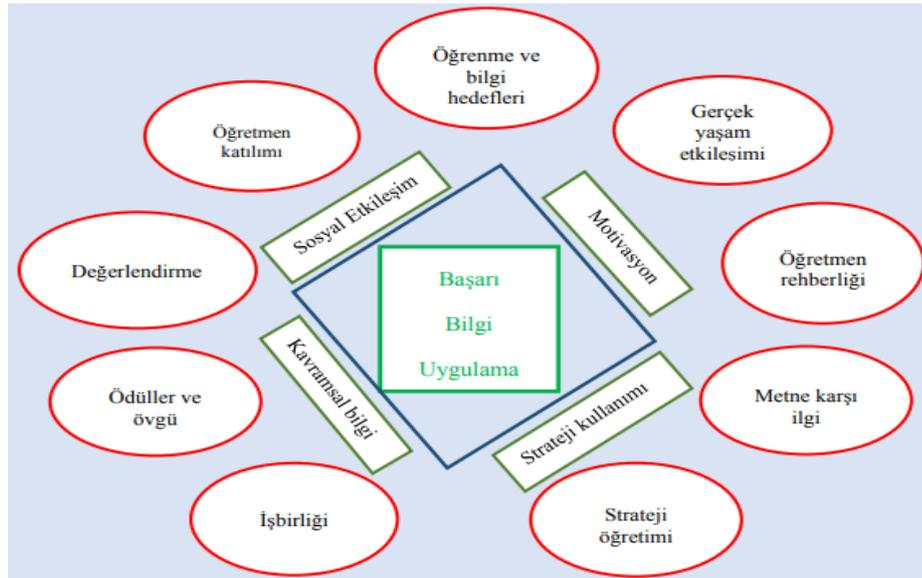 Öğrenme ve
bilgi
hedefleri
Öğretmen
katılımı
Gerçek
yaşam
etkilesimi
Sosyal Etkileşim
Motivasyon
Değerlendirme
Öğretmen
rehberliği
Başarı
Bilgi
Uygulama
Kavramsal bilgi
Strateji kullanımı
Ödüller ve
övgü
Metne karşı
ilgi
İşbirliği
Strateji
öğretimi